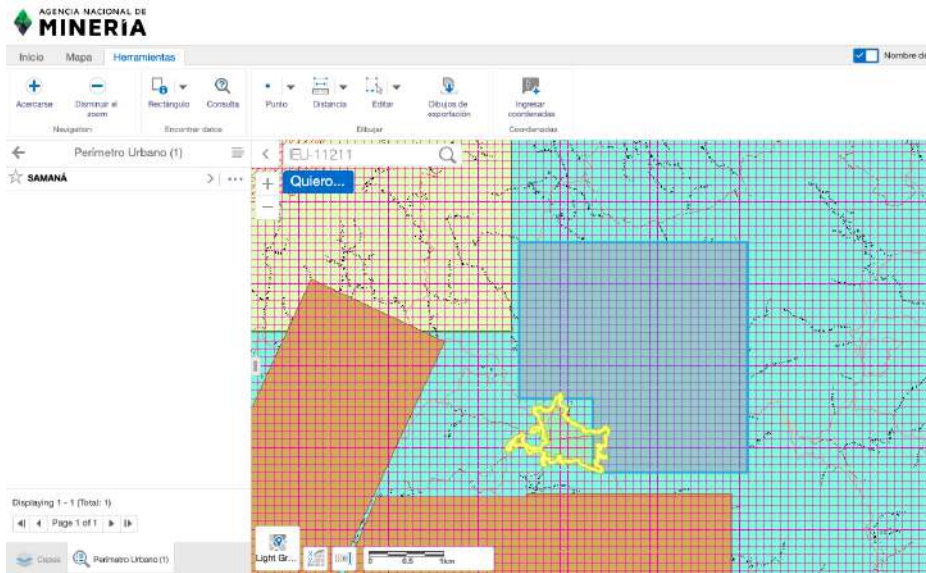 AGENCIA NACIONAL DE
MINERÍA
Inicio Mapa Herramientas
Nombre de
Acercarse Disminuir el zoom Rectángulo Consulta Punto Distancia Editar Dibujos de exportación Ingresar coordenadas
Navigation Encontrar datos Dibujar Coordenadas
Perímetro Urbano (1)
IEU-11211
SAMANÁ
Quiero...
Displaying 1 - 1 (Total: 1)
Page 1 of 1
Light Gr...
0 0.5 1km
Capas Perímetro Urbano (1)